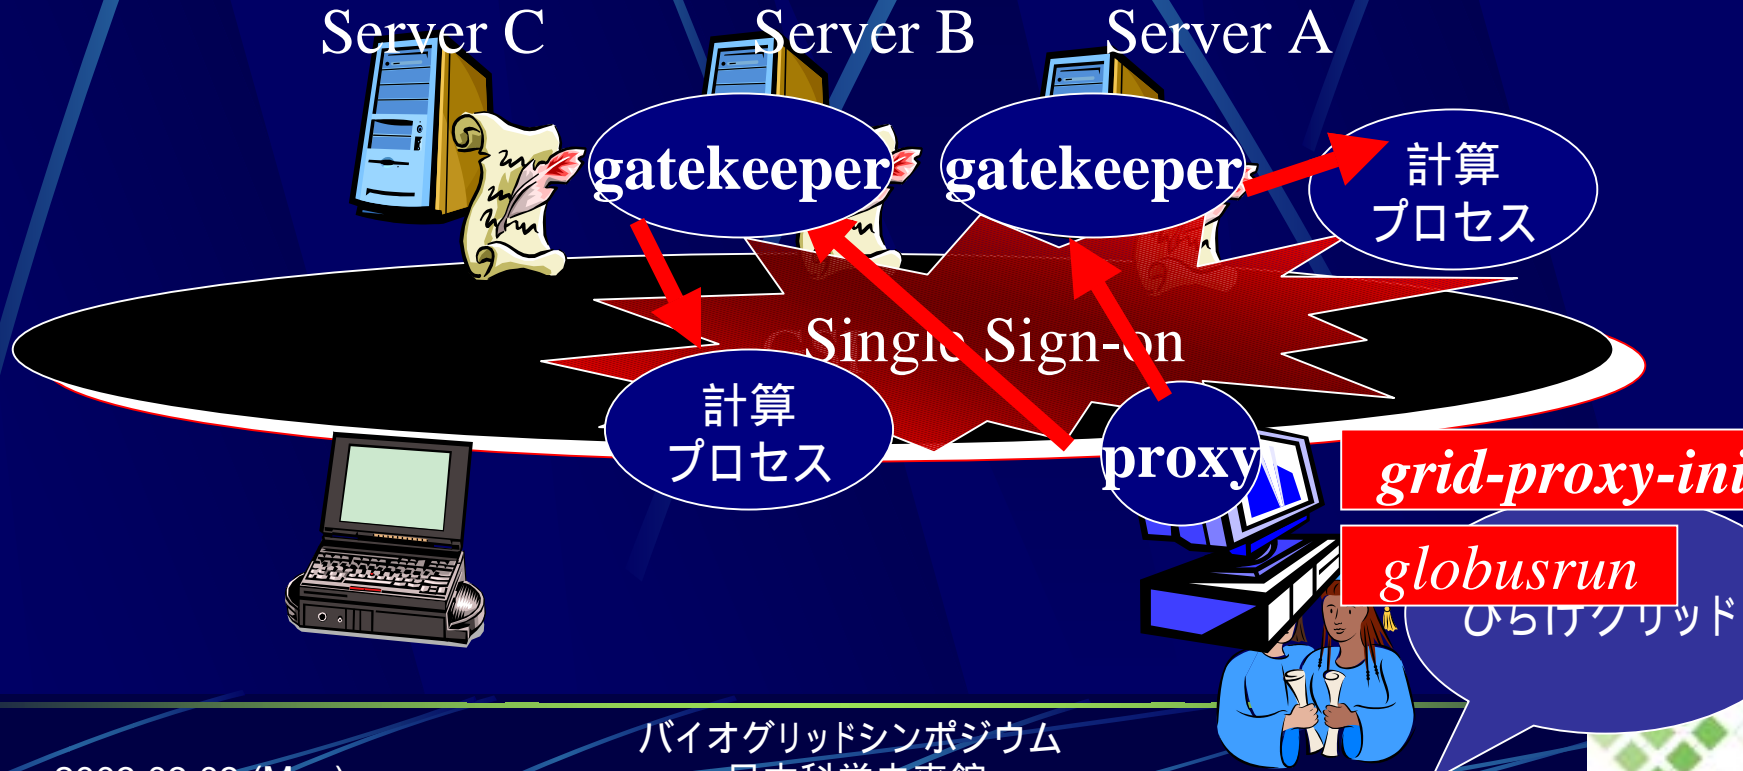 Server C
Server B
Server A
gatekeeper
gatekeeper
計算
プロセス
Single Sign-on
計算
プロセス
proxy
grid-proxy-ini
globusrun
ひらけグリッド
バイオグリッドシンポジウム